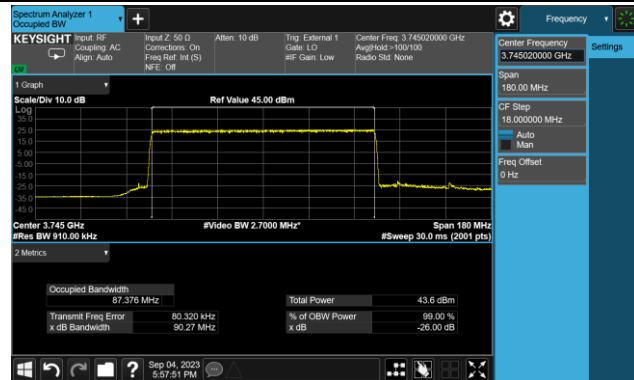 Spectrum Analyzer 1
Occupied BW
Frequency
KEYSIGHT
Input: RF
Coupling: AC
Align: Auto
Input Z: 50 Ω
Corrections: On
Freq Ref: Int (S)
NFE: Off
Atten: 10 dB
Trig: External 1
Gate: LO
#IF Gain: Low
Center Freq: 3.745020000 GHz
Avg|Hold:>100/100
Radio Std: None
Center Frequency
3.745020000 GHz
Settings
Span
180.00 MHz
CF Step
18.000000 MHz
Auto
Man
Freq Offset
0 Hz
1 Graph
Scale/Div 10.0 dB
Ref Value 45.00 dBm
Log
35.0
25.0
15.0
5.00
-5.00
-15.0
-25.0
-35.0
-45.0
Center 3.745 GHz
#Video BW 2.7000 MHz*
Span 180 MHz
#Res BW 910.00 kHz
#Sweep 30.0 ms (2001 pts)
2 Metrics
Occupied Bandwidth
87.376 MHz
Total Power
43.6 dBm
Transmit Freq Error
80.320 kHz
% of OBW Power
99.00 %
x dB Bandwidth
90.27 MHz
x dB
-26.00 dB
Sep 04, 2023
5:57:51 PM